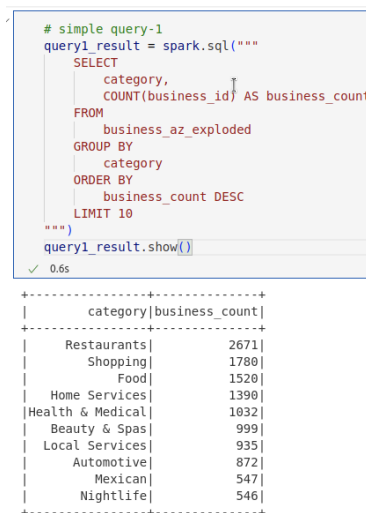 # simple query-1
query1_result = spark.sql("""
    SELECT
        category,
        COUNT(business_id) AS business_count
    FROM
        business_az_exploded
    GROUP BY
        category
    ORDER BY
        business_count DESC
    LIMIT 10
""")
query1_result.show()
✓ 0.6s
+----------------+--------------+
|        category|business_count|
+----------------+--------------+
|     Restaurants|          2671|
|        Shopping|          1780|
|            Food|          1520|
|   Home Services|          1390|
|Health & Medical|          1032|
|   Beauty & Spas|           999|
|  Local Services|           935|
|      Automotive|           872|
|         Mexican|           547|
|       Nightlife|           546|
+----------------+--------------+